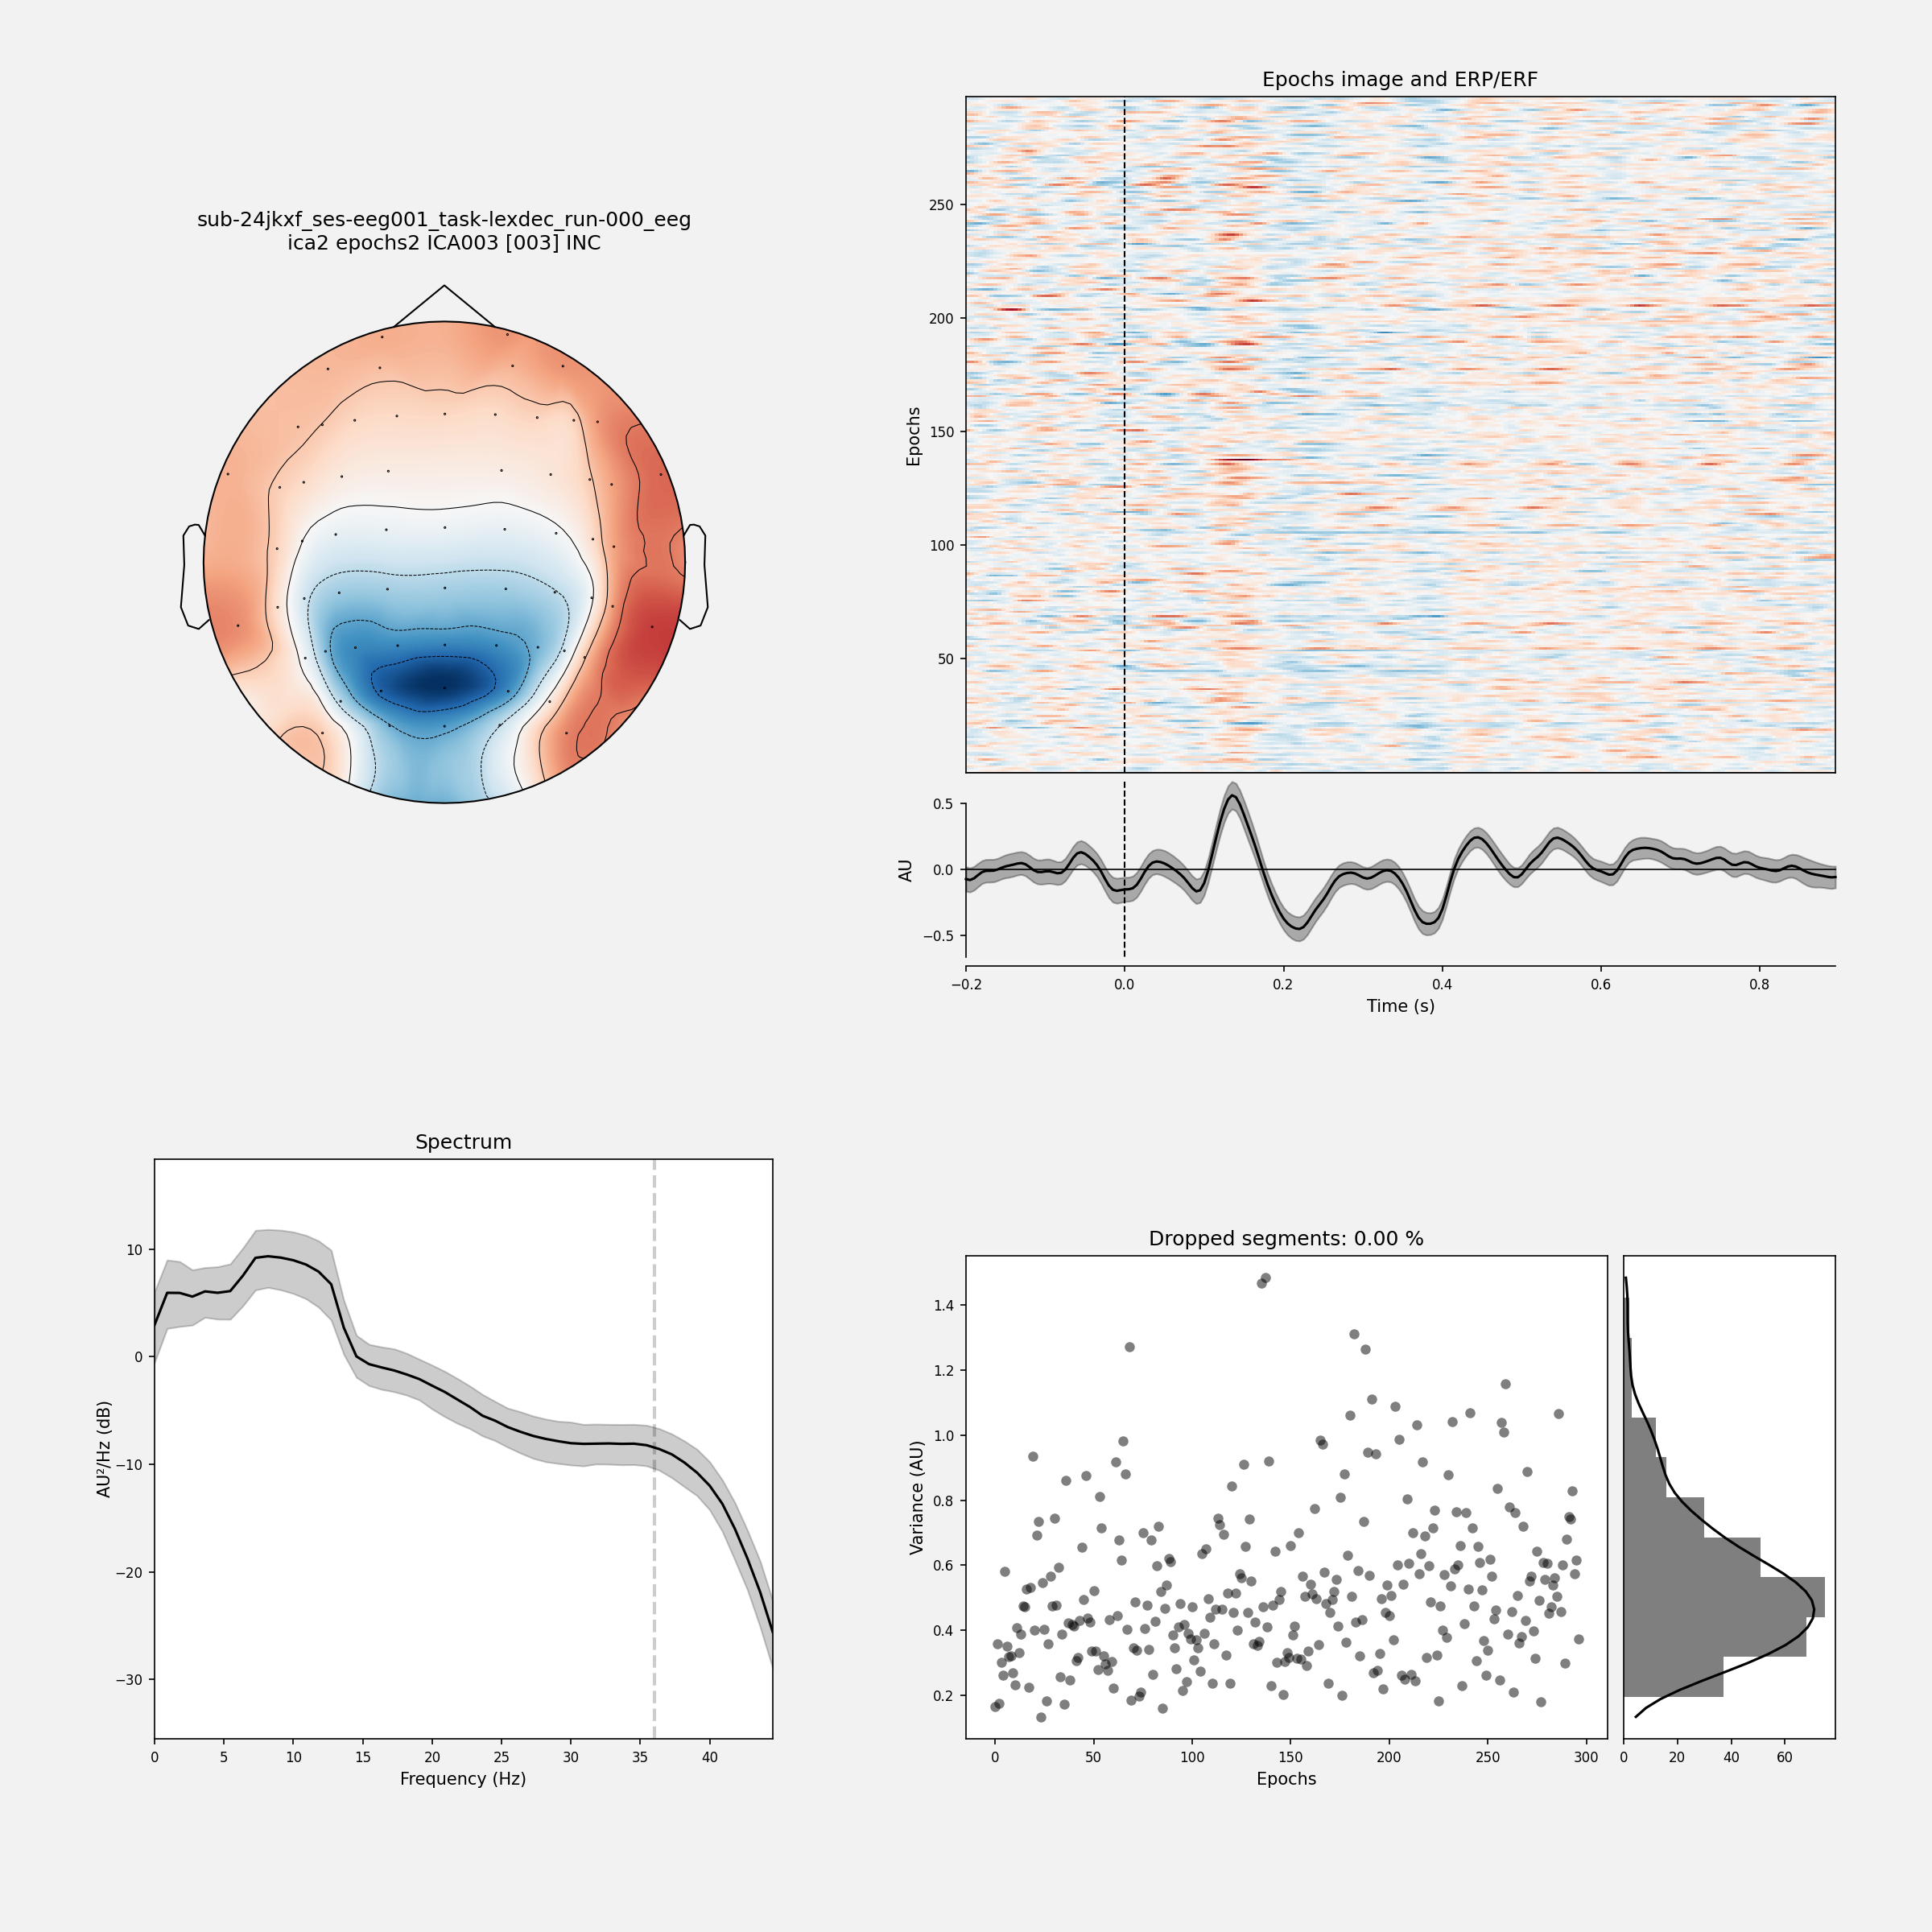 sub-24jkxf_ses-eeg001_task-lexdec_run-000_eeg
ica2 epochs2 ICA003 [003] INC
Epochs image and ERP/ERF
Epochs
250
200
150
100
50
AU
0.5
0.0
−0.5
−0.2 0.0 0.2 0.4 0.6 0.8
Time (s)
Spectrum
AU²/Hz (dB)
10
0
−10
−20
−30
0 5 10 15 20 25 30 35 40
Frequency (Hz)
Dropped segments: 0.00 %
Variance (AU)
1.4
1.2
1.0
0.8
0.6
0.4
0.2
0 50 100 150 200 250 300
Epochs
0 20 40 60